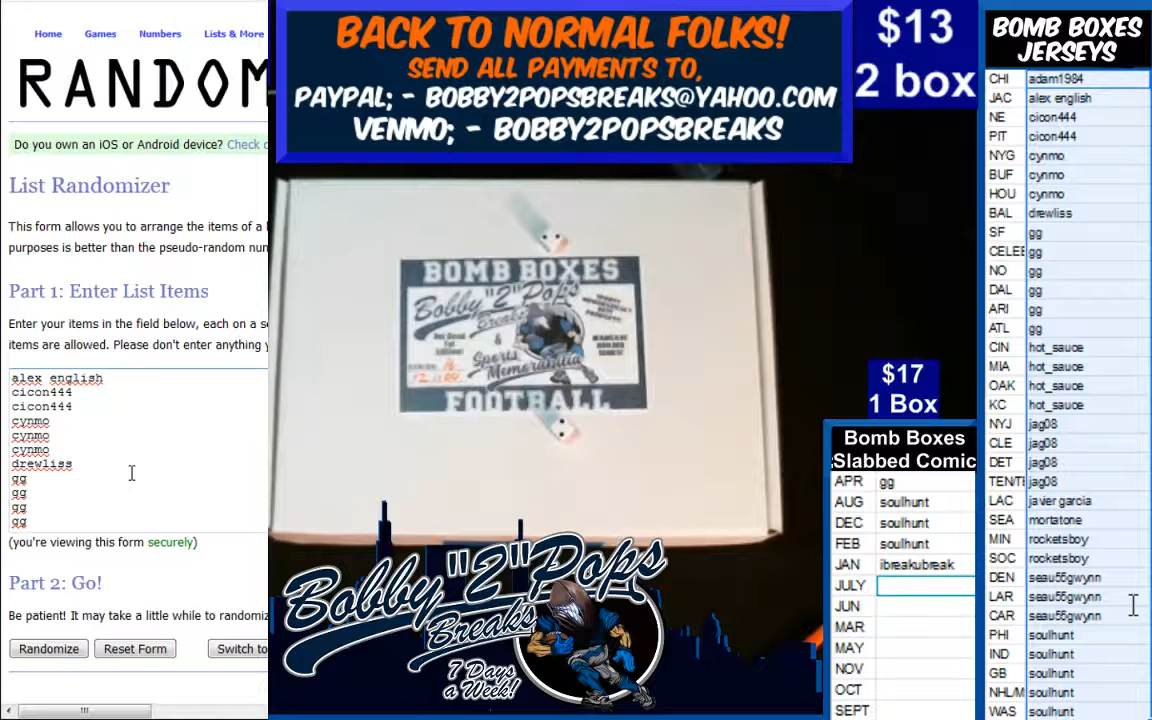 Home Games Numbers Lists & More
RANDOM
Do you own an iOS or Android device? Check
List Randomizer
This form allows you to arrange the items of a
purposes is better than the pseudo-random
Part 1: Enter List Items
Enter your items in the field below, each on a
items are allowed. Please don't enter anything
alex english
cicon444
cicon444
cynmo
cynmo
cynmo
drewliss
gg
gg
gg
gg
(you're viewing this form securely)
Part 2: Go!
Be patient! It may take a little while to
Randomize Reset Form Switch to
BACK TO NORMAL FOLKS!
SEND ALL PAYMENTS TO,
PAYPAL; - BOBBY2POPSBREAKS@YAHOO.COM
VENMO; - BOBBY2POPSBREAKS
$13
2 box
BOMB BOXES
Bobby "2" Pops
Breaks
&
Sports
Memorabilia
FOOTBALL
Bobby "2" Pops
Breaks
7 Days
a Week!
$17
1 Box
Bomb Boxes
Slabbed Comic
APR gg
AUG soulhunt
DEC soulhunt
FEB soulhunt
JAN ibreakubreak
JULY
JUN
MAR
MAY
NOV
OCT
SEPT
BOMB BOXES
JERSEYS
CHI adam1984
JAC alex english
NE cicon444
PIT cicon444
NYG cynmo
BUF cynmo
HOU cynmo
BAL drewliss
SF gg
CELEE gg
NO gg
DAL gg
ARI gg
ATL gg
CIN hot_sauce
MIA hot_sauce
OAK hot_sauce
KC hot_sauce
NYJ jag08
CLE jag08
DET jag08
TEN/TE jag08
LAC javier garcia
SEA mortatone
MIN rocketsboy
SOC rocketsboy
DEN seau55gwynn
LAR seau55gwynn
CAR seau55gwynn
PHI soulhunt
IND soulhunt
GB soulhunt
NHL/M soulhunt
WAS soulhunt